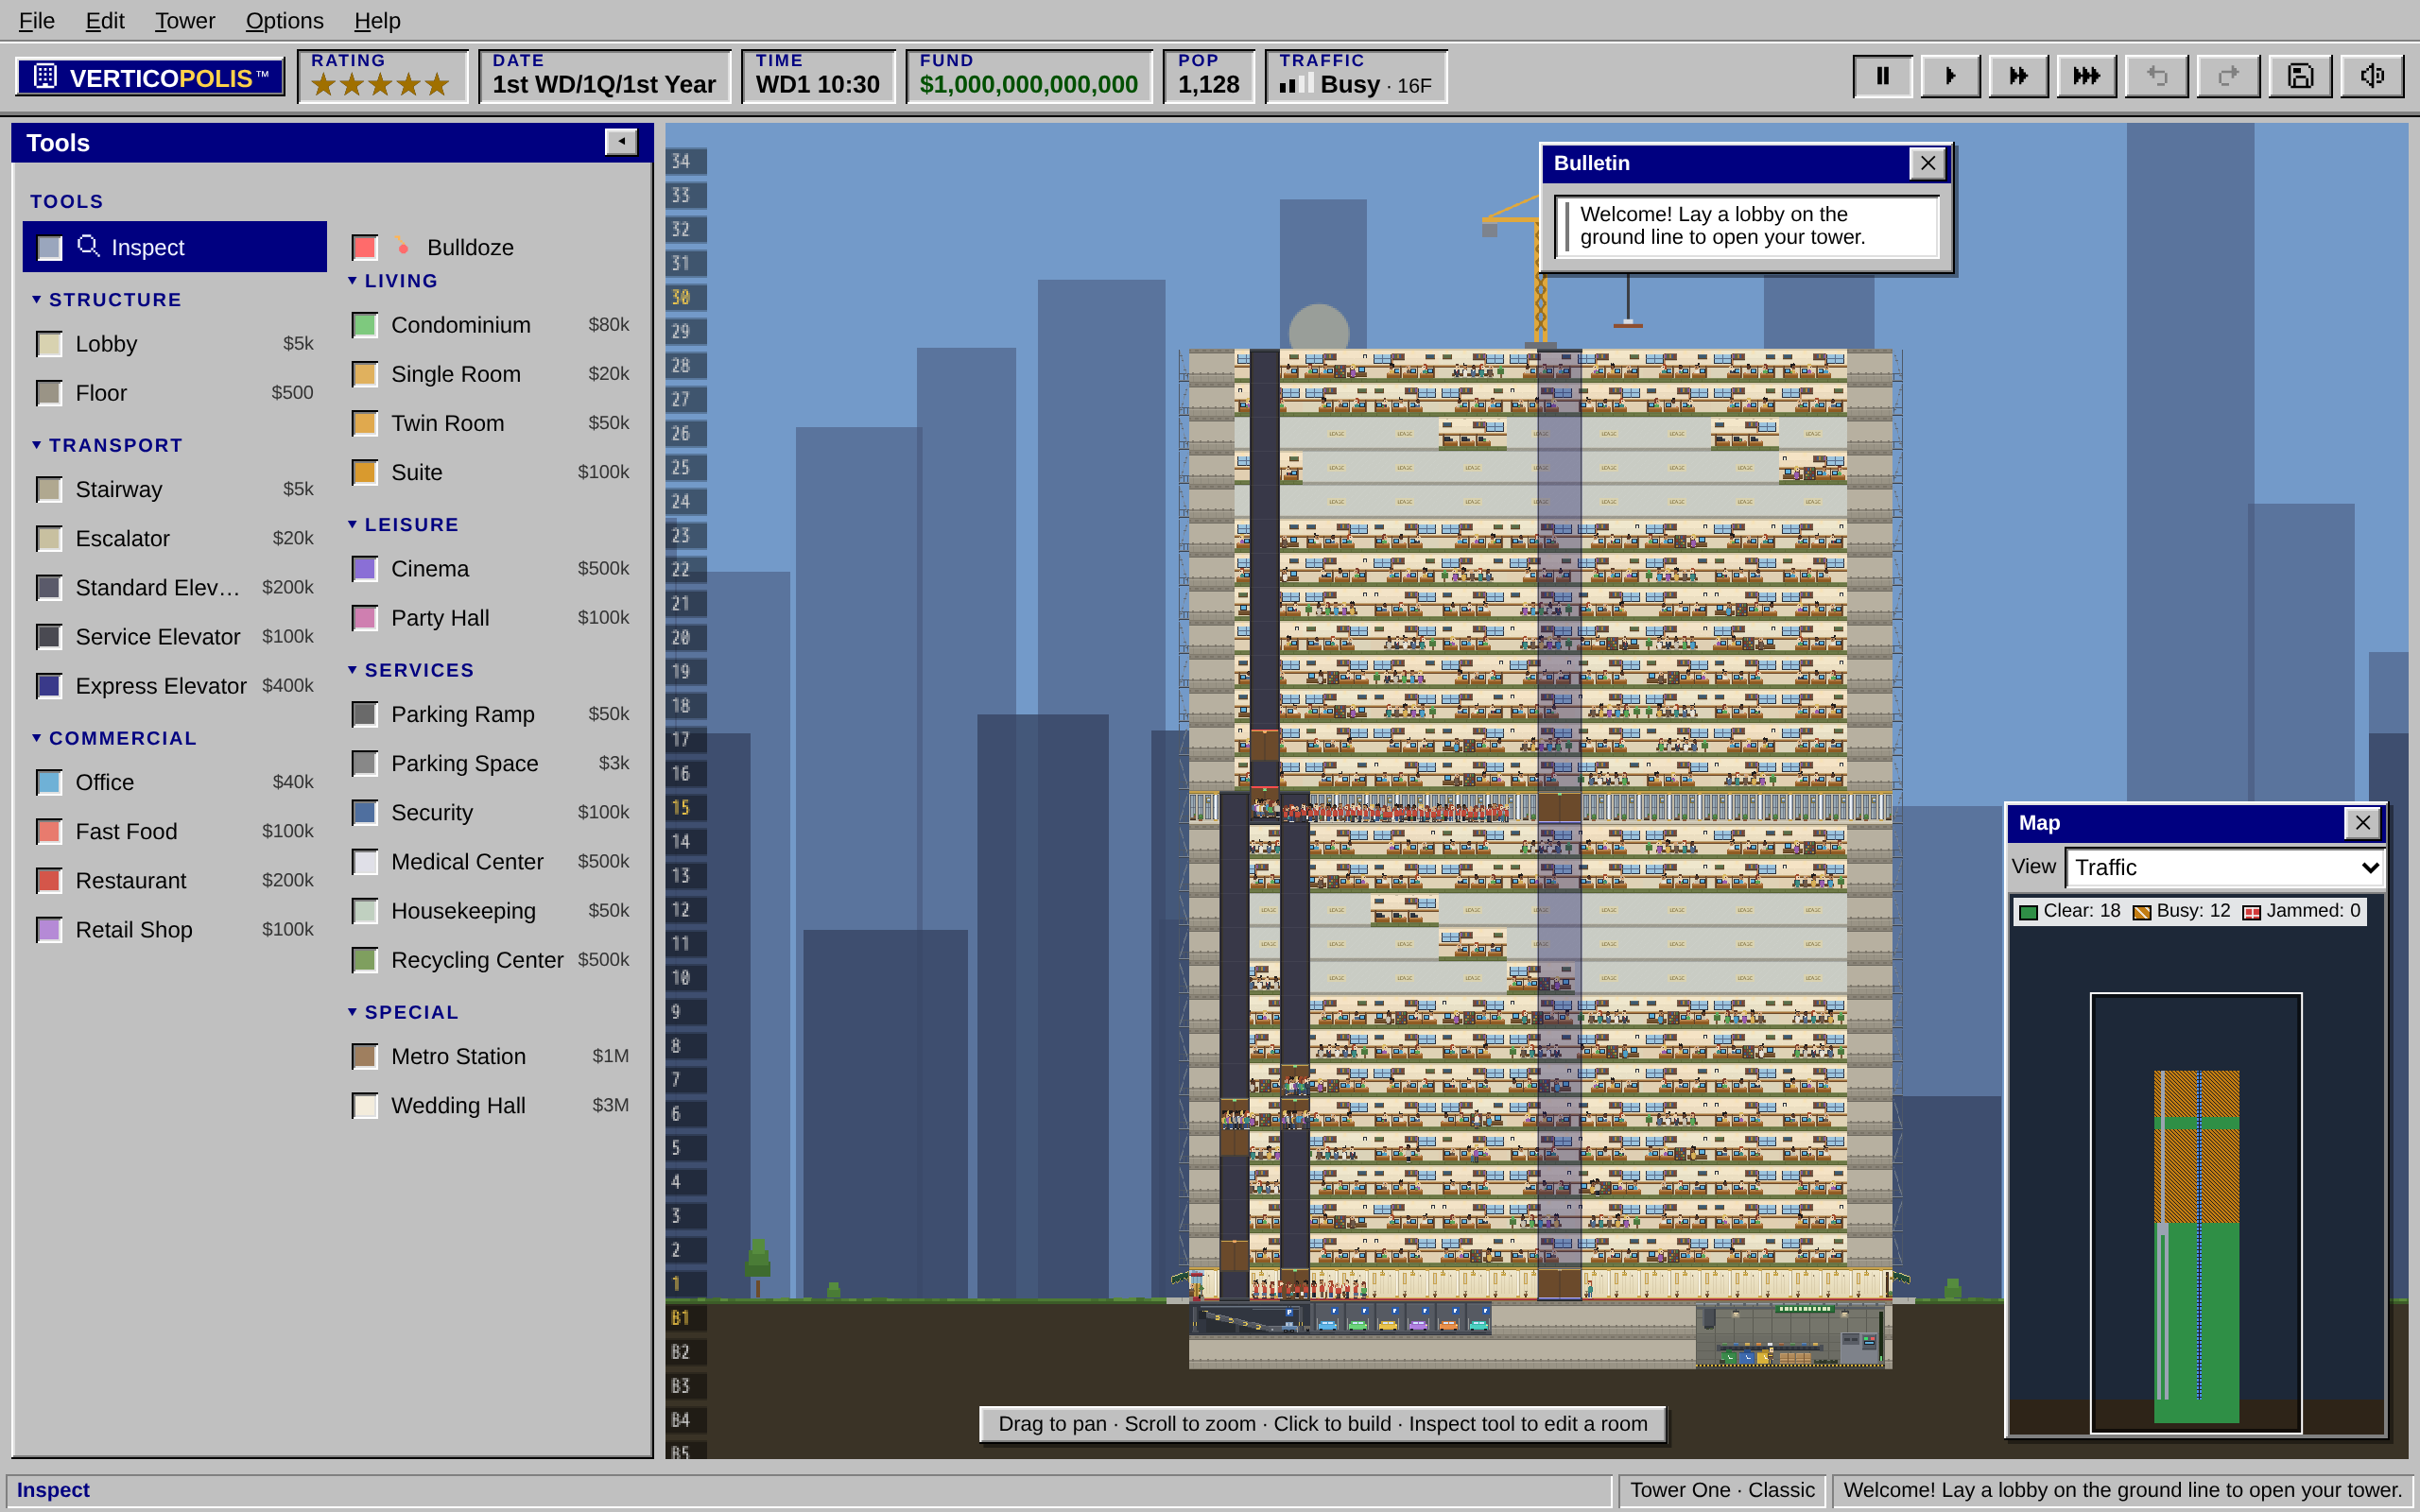 File Edit Tower Options Help
VERTICOPOLIS™
RATING
DATE
1st WD/1Q/1st Year
TIME
WD1 10:30
FUND
$1,000,000,000,000
POP
1,128
TRAFFIC
Busy · 16F
Tools
TOOLS
Inspect
Bulldoze
STRUCTURE
Lobby $5k
Floor $500
TRANSPORT
Stairway $5k
Escalator $20k
Standard Elev… $200k
Service Elevator $100k
Express Elevator $400k
COMMERCIAL
Office $40k
Fast Food $100k
Restaurant $200k
Retail Shop $100k
LIVING
Condominium $80k
Single Room $20k
Twin Room $50k
Suite $100k
LEISURE
Cinema $500k
Party Hall $100k
SERVICES
Parking Ramp $50k
Parking Space $3k
Security $100k
Medical Center $500k
Housekeeping $50k
Recycling Center $500k
SPECIAL
Metro Station $1M
Wedding Hall $3M
34
33
32
31
30
29
28
27
26
25
24
23
22
21
20
19
18
17
16
15
14
13
12
11
10
9
8
7
6
5
4
3
2
1
B1
B2
B3
B4
B5
Bulletin
Welcome! Lay a lobby on the
ground line to open your tower.
Map
View Traffic
Clear: 18 Busy: 12 Jammed: 0
Drag to pan · Scroll to zoom · Click to build · Inspect tool to edit a room
Inspect
Tower One · Classic
Welcome! Lay a lobby on the ground line to open your tower.